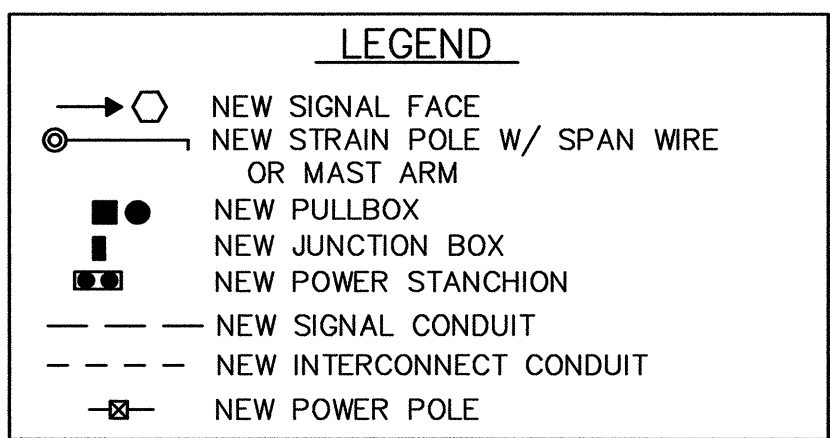 LEGEND
NEW SIGNAL FACE
NEW STRAIN POLE W/ SPAN WIRE
OR MAST ARM
NEW PULLBOX
NEW JUNCTION BOX
NEW POWER STANCHION
NEW SIGNAL CONDUIT
NEW INTERCONNECT CONDUIT
NEW POWER POLE